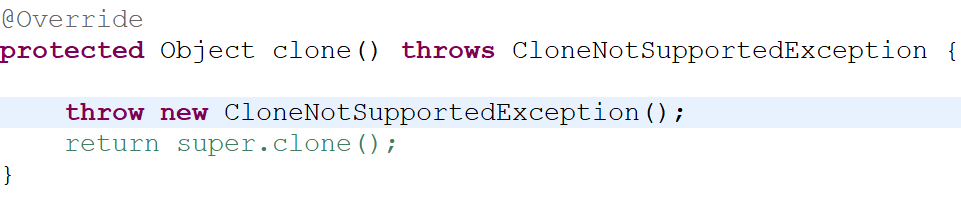 @Override
protected Object clone() throws CloneNotSupportedException {
throw new CloneNotSupportedException();
return super.clone();
}